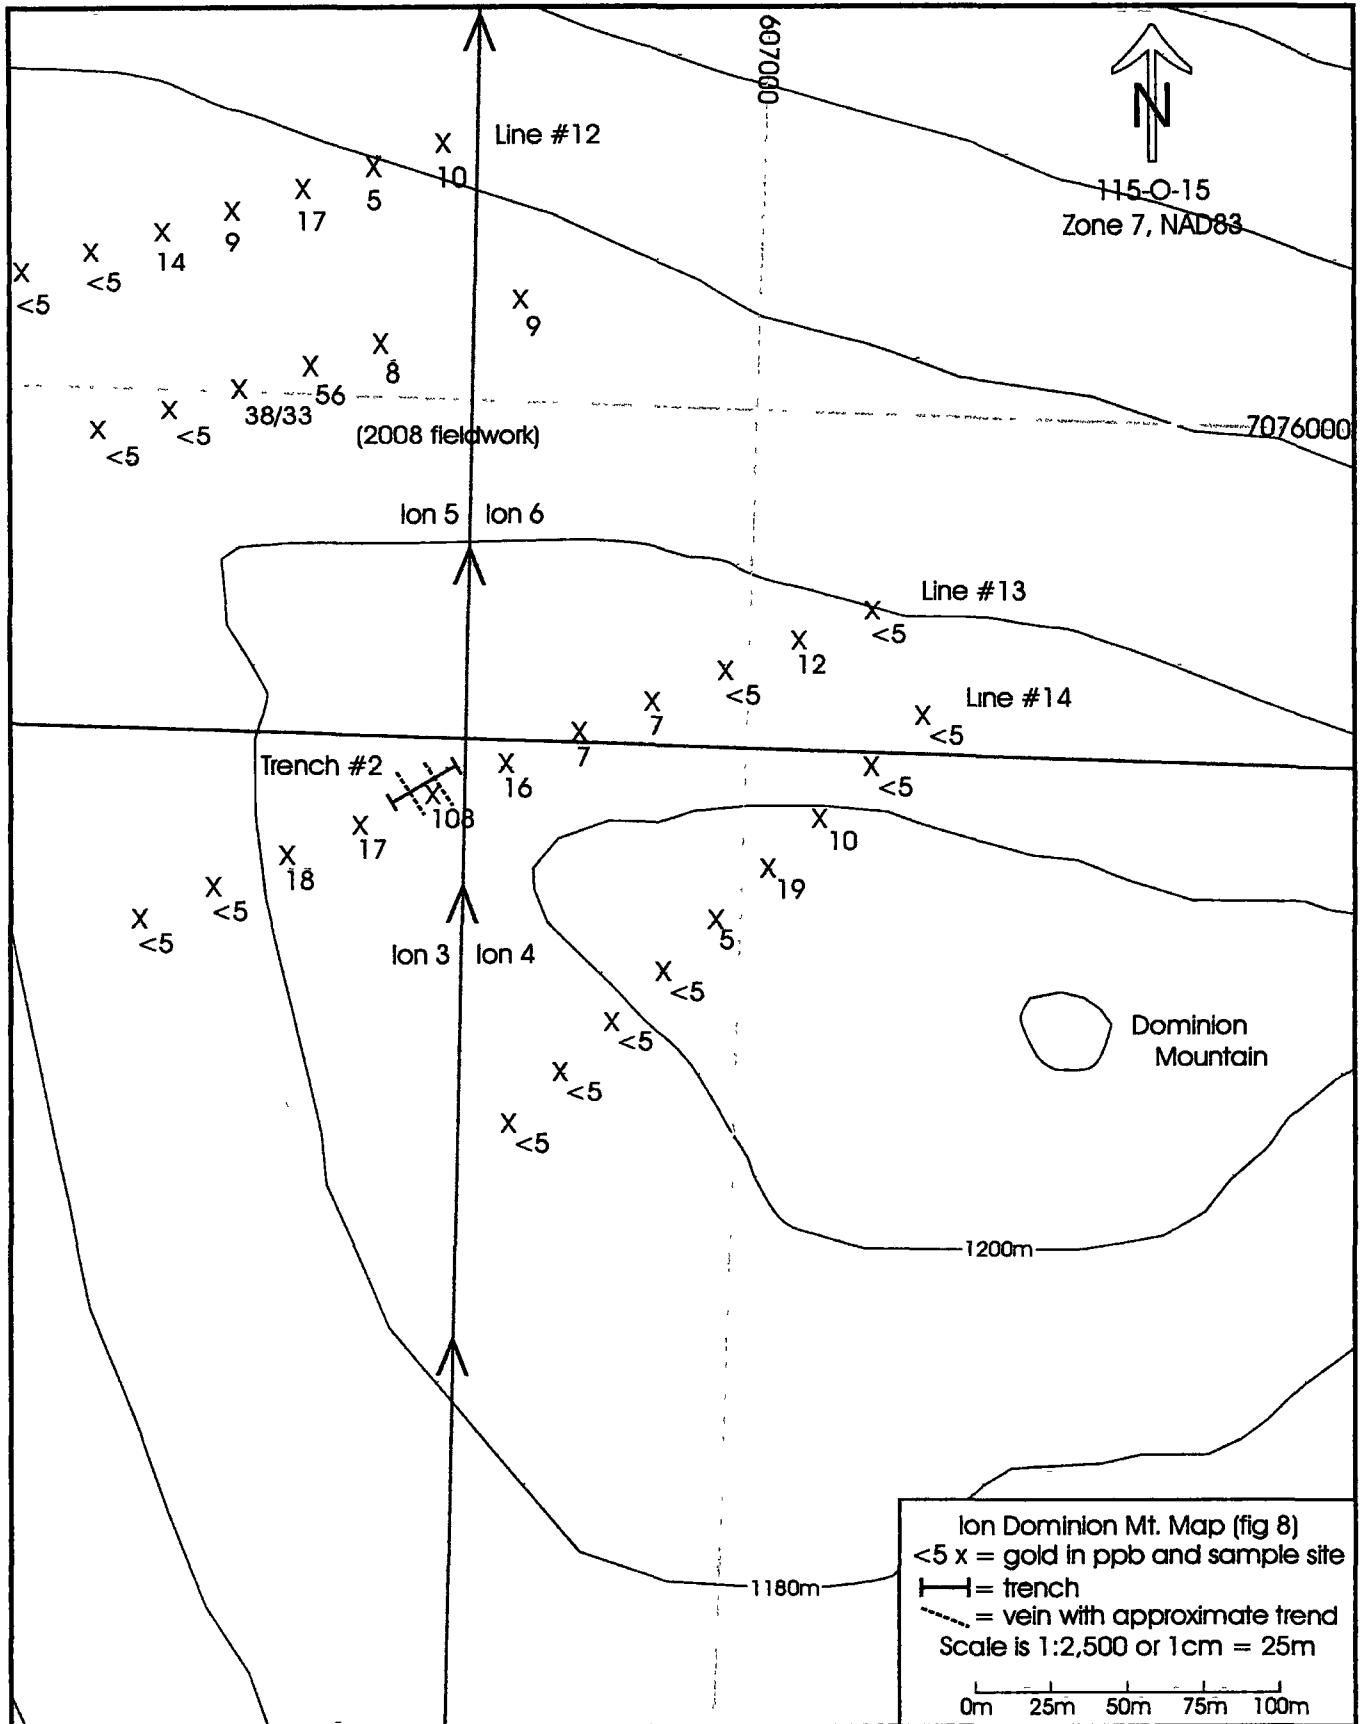 607000
N
115-O-15
Zone 7, NAD83
Line #12
X X X X X X X
10
5
17
9
14
<5
<5
X X X X X X
9
8
56
38/33
<5
<5
(2008 fieldwork)
7076000
Ion 5 Ion 6
Line #13
X X X X X X X X X X X
<5
12
<5
7
7
16
108
17
18
<5
<5
Trench #2
Line #14
X X X X X X X X X
<5
<5
10
19
5
<5
<5
<5
<5
Ion 3 Ion 4
Dominion
Mountain
1200m
1180m
Ion Dominion Mt. Map (fig 8)
<5 x = gold in ppb and sample site
= trench
= vein with approximate trend
Scale is 1:2,500 or 1cm = 25m
0m 25m 50m 75m 100m